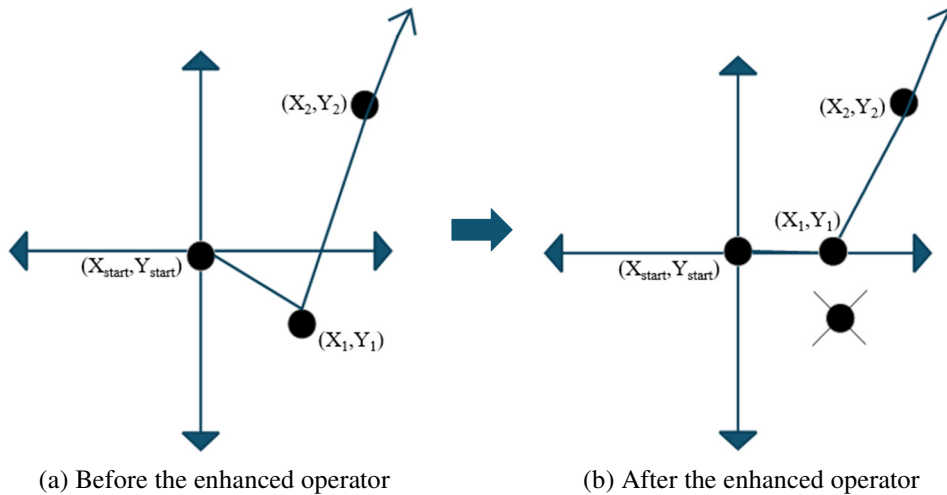 (X₂,Y₂)
(Xstart,Ystart)
(X₁,Y₁)
(a) Before the enhanced operator
(X₂,Y₂)
(X₁,Y₁)
(Xstart,Ystart)
(b) After the enhanced operator